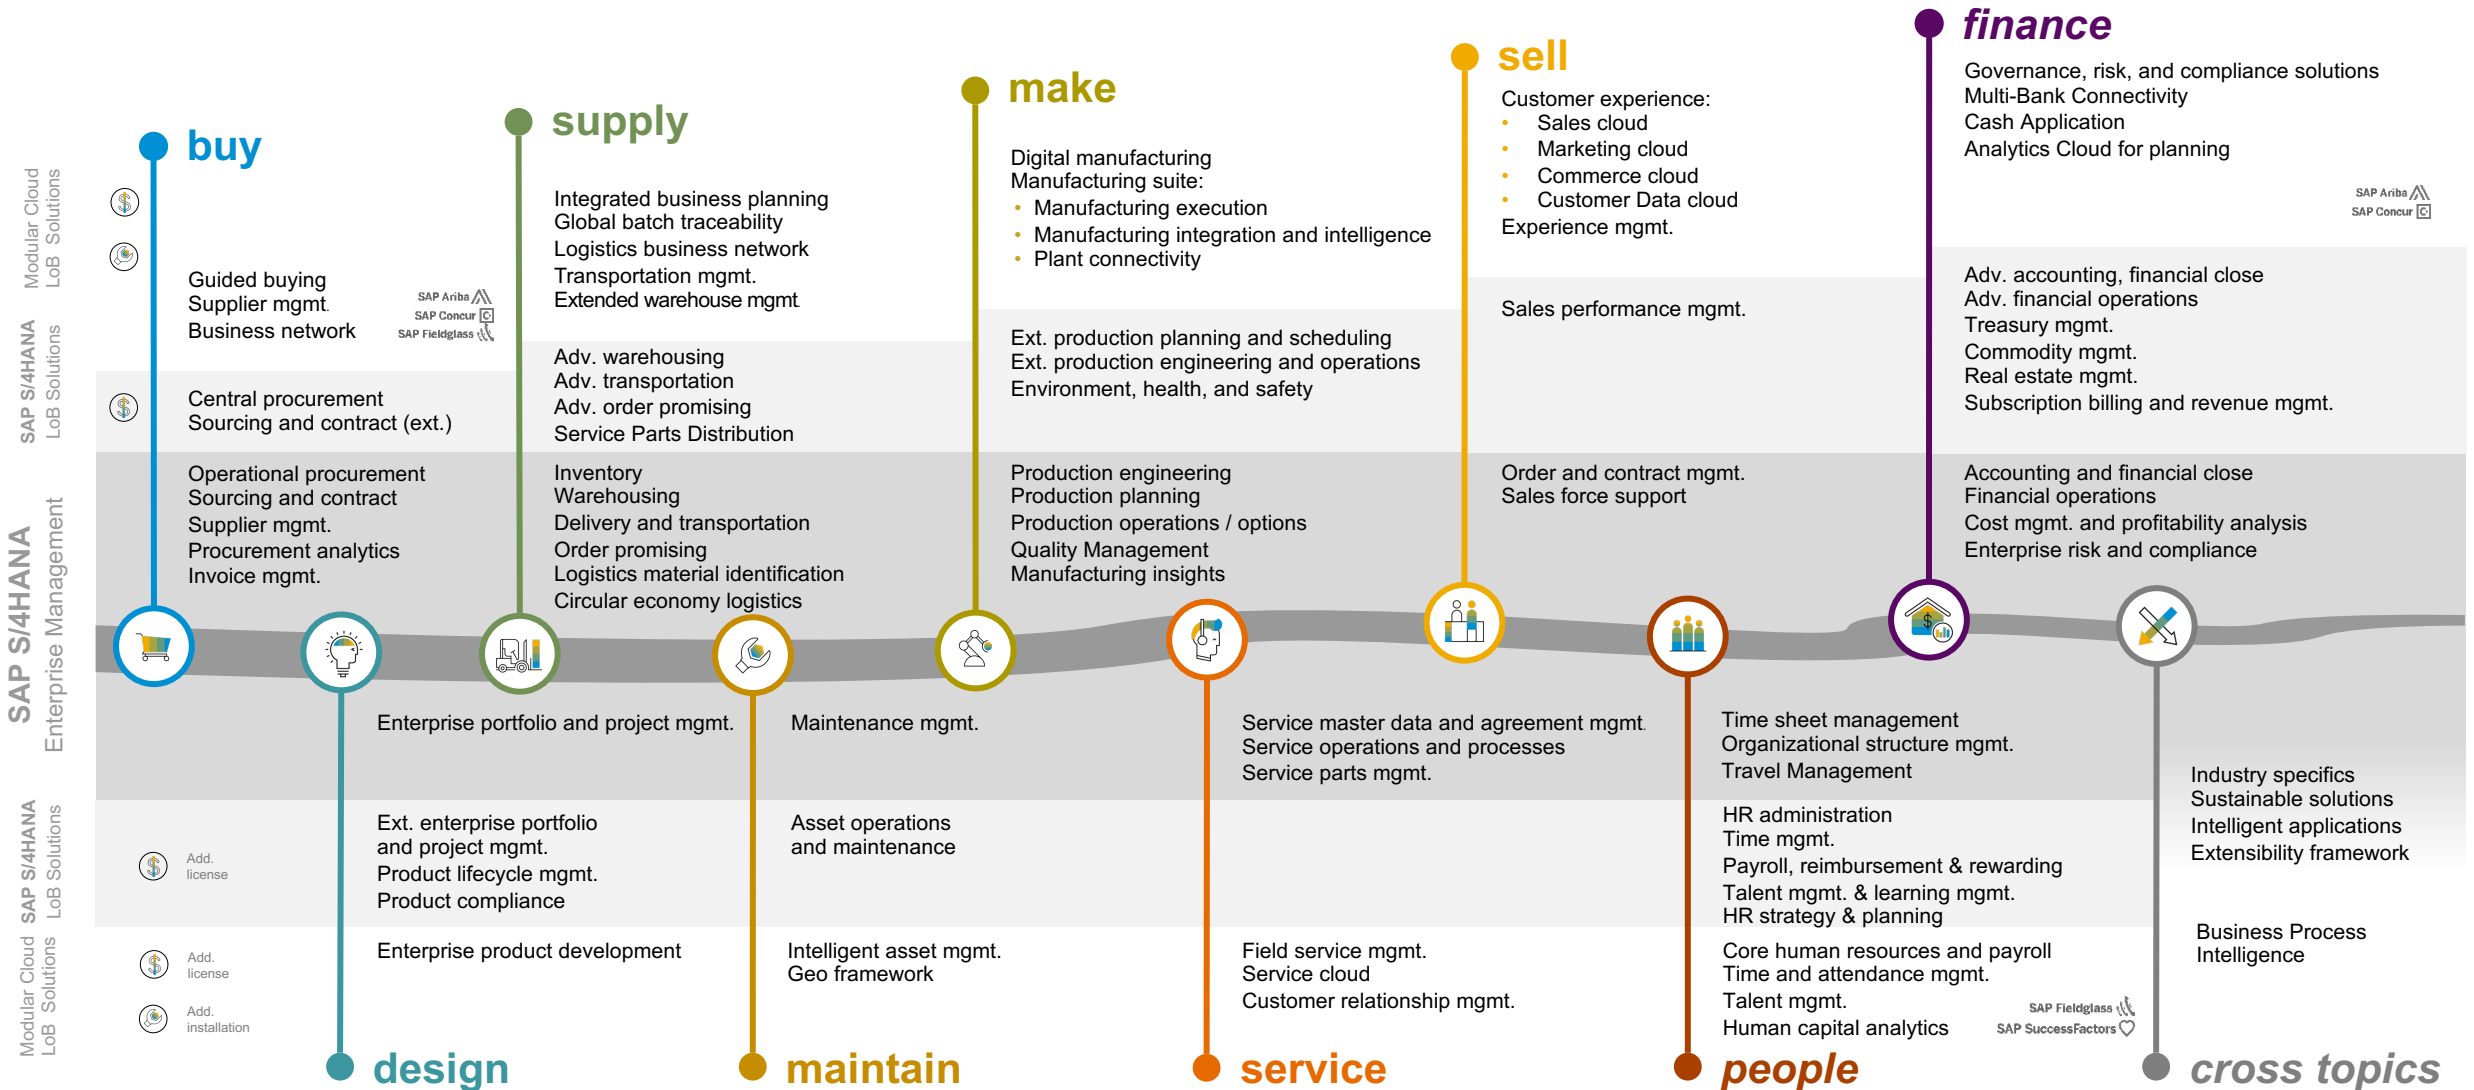 finance
Governance, risk, and compliance solutions
Multi-Bank Connectivity
Cash Application
Analytics Cloud for planning
SAP Ariba
SAP Concur
Adv. accounting, financial close
Adv. financial operations
Treasury mgmt.
Commodity mgmt.
Real estate mgmt.
Subscription billing and revenue mgmt.
Accounting and financial close
Financial operations
Cost mgmt. and profitability analysis
Enterprise risk and compliance
sell
Customer experience:
• Sales cloud
• Marketing cloud
• Commerce cloud
• Customer Data cloud
Experience mgmt.
Sales performance mgmt.
Order and contract mgmt.
Sales force support
make
Digital manufacturing
Manufacturing suite:
• Manufacturing execution
• Manufacturing integration and intelligence
• Plant connectivity
Ext. production planning and scheduling
Ext. production engineering and operations
Environment, health, and safety
Production engineering
Production planning
Production operations / options
Quality Management
Manufacturing insights
supply
Integrated business planning
Global batch traceability
Logistics business network
Transportation mgmt.
Extended warehouse mgmt.
Adv. warehousing
Adv. transportation
Adv. order promising
Service Parts Distribution
Inventory
Warehousing
Delivery and transportation
Order promising
Logistics material identification
Circular economy logistics
buy
Guided buying
Supplier mgmt.
Business network
SAP Ariba
SAP Concur
SAP Fieldglass
Central procurement
Sourcing and contract (ext.)
Operational procurement
Sourcing and contract
Supplier mgmt.
Procurement analytics
Invoice mgmt.
Modular Cloud
LoB Solutions
SAP S/4HANA
LoB Solutions
SAP S/4HANA
Enterprise Management
SAP S/4HANA
LoB Solutions
Modular Cloud
LoB Solutions
Add.
license
Add.
license
Add.
installation
Enterprise portfolio and project mgmt.
Ext. enterprise portfolio
and project mgmt.
Product lifecycle mgmt.
Product compliance
Enterprise product development
design
Maintenance mgmt.
Asset operations
and maintenance
Intelligent asset mgmt.
Geo framework
maintain
Service master data and agreement mgmt.
Service operations and processes
Service parts mgmt.
Field service mgmt.
Service cloud
Customer relationship mgmt.
service
Time sheet management
Organizational structure mgmt.
Travel Management
HR administration
Time mgmt.
Payroll, reimbursement & rewarding
Talent mgmt. & learning mgmt.
HR strategy & planning
Core human resources and payroll
Time and attendance mgmt.
Talent mgmt.
Human capital analytics
SAP Fieldglass
SAP SuccessFactors
people
Industry specifics
Sustainable solutions
Intelligent applications
Extensibility framework
Business Process
Intelligence
cross topics